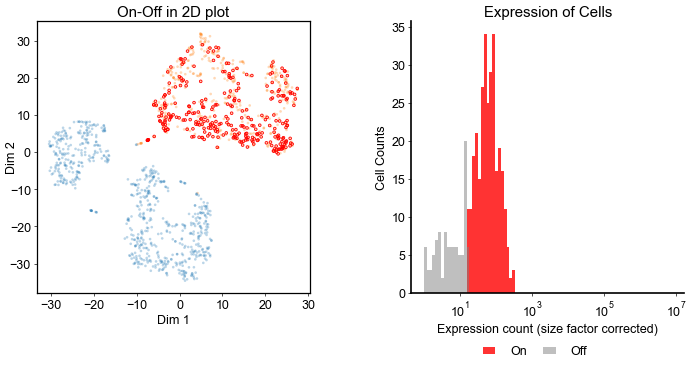 On-Off in 2D plot
30
20
10
0
−10
−20
−30
Dim 2
−30 −20 −10 0 10 20 30
Dim 1
Expression of Cells
35
30
25
20
15
10
5
0
Cell Counts
10^1 10^3 10^5 10^7
Expression count (size factor corrected)
On Off